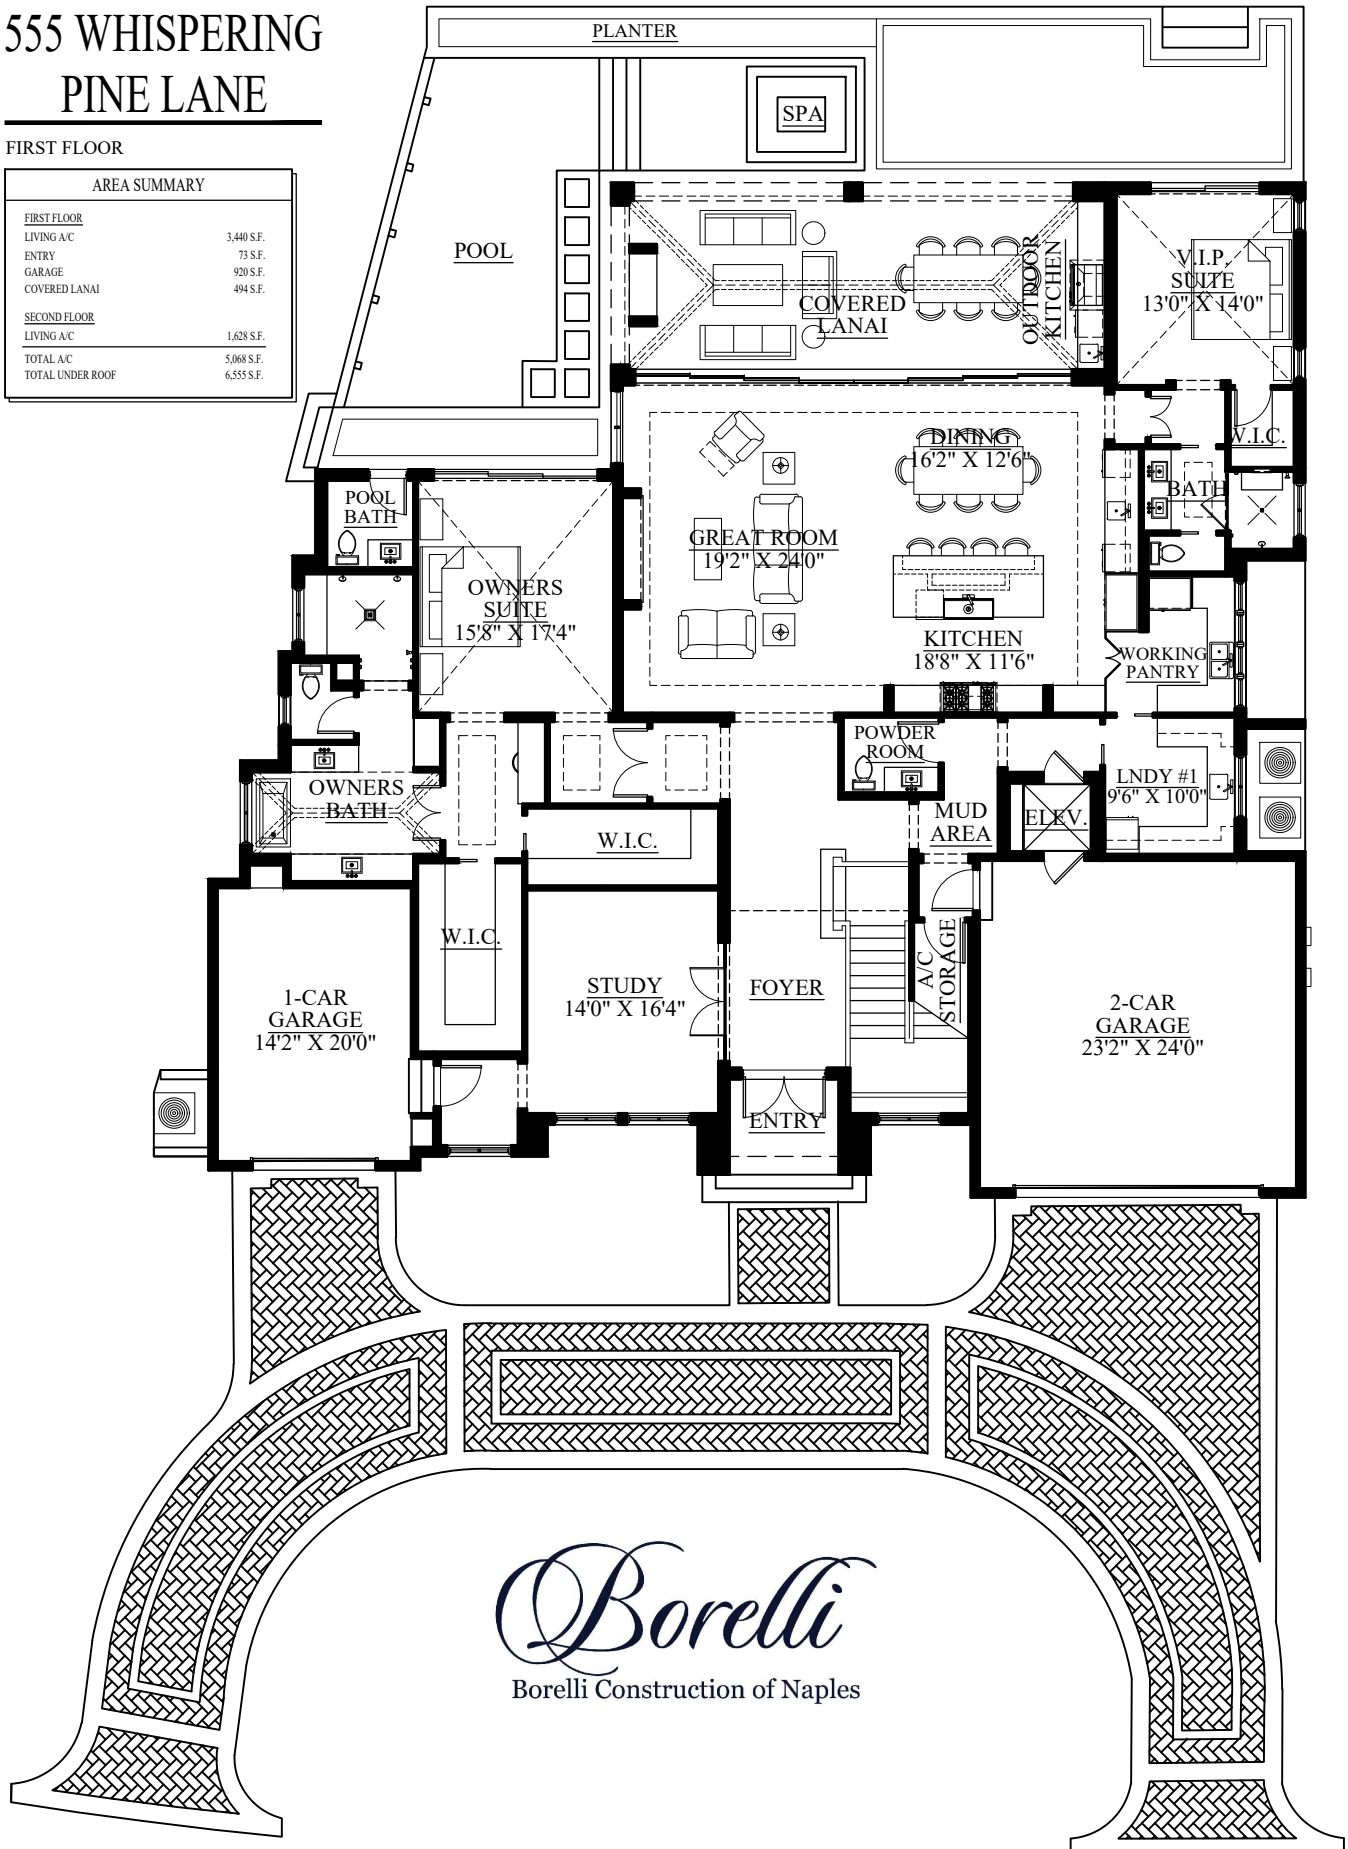 555 WHISPERING
PINE LANE
FIRST FLOOR
AREA SUMMARY
FIRST FLOOR
LIVING A/C 3,440 S.F.
ENTRY 73 S.F.
GARAGE 920 S.F.
COVERED LANAI 494 S.F.
SECOND FLOOR
LIVING A/C 1,628 S.F.
TOTAL A/C 5,068 S.F.
TOTAL UNDER ROOF 6,555 S.F.
PLANTER
SPA
POOL
COVERED
LANAI
OUTDOOR
KITCHEN
V.I.P.
SUITE
13'0" X 14'0"
W.I.C.
DINING
16'2" X 12'6"
BATH
POOL
BATH
GREAT ROOM
19'2" X 24'0"
OWNERS
SUITE
15'8" X 17'4"
KITCHEN
18'8" X 11'6"
WORKING
PANTRY
POWDER
ROOM
OWNERS
BATH
LNDY #1
9'6" X 10'0"
MUD
AREA
ELEV.
W.I.C.
W.I.C.
A/C
STORAGE
STUDY
14'0" X 16'4"
FOYER
1-CAR
GARAGE
14'2" X 20'0"
2-CAR
GARAGE
23'2" X 24'0"
ENTRY
Borelli
Borelli Construction of Naples